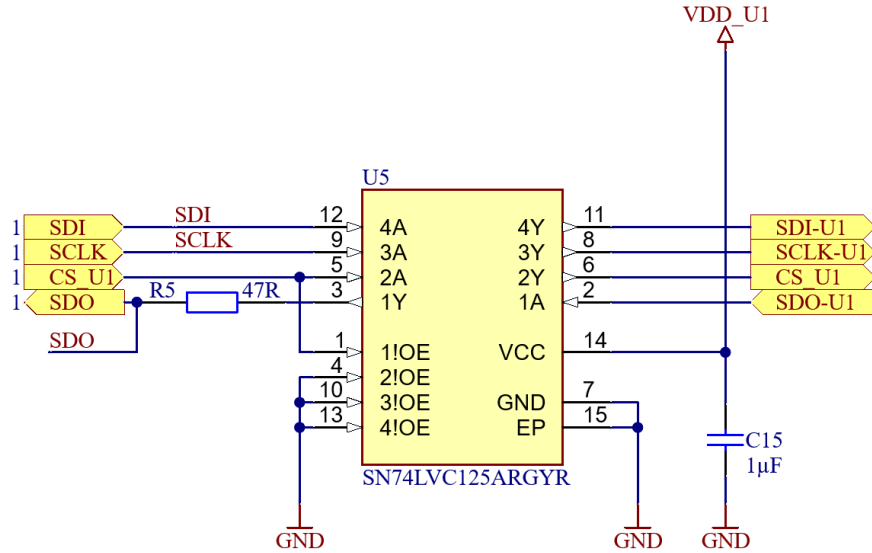 VDD_U1
U5
1 SDI SDI 12 4A 4Y 11 SDI-U1
1 SCLK SCLK 9 3A 3Y 8 SCLK-U1
1 CS_U1 5 2A 2Y 6 CS_U1
1 SDO R5 47R 3 1Y 1A 2 SDO-U1
SDO 1 1!OE VCC 14
4 2!OE
10 3!OE GND 7
13 4!OE EP 15
C15
1µF
SN74LVC125ARGYR
GND GND GND